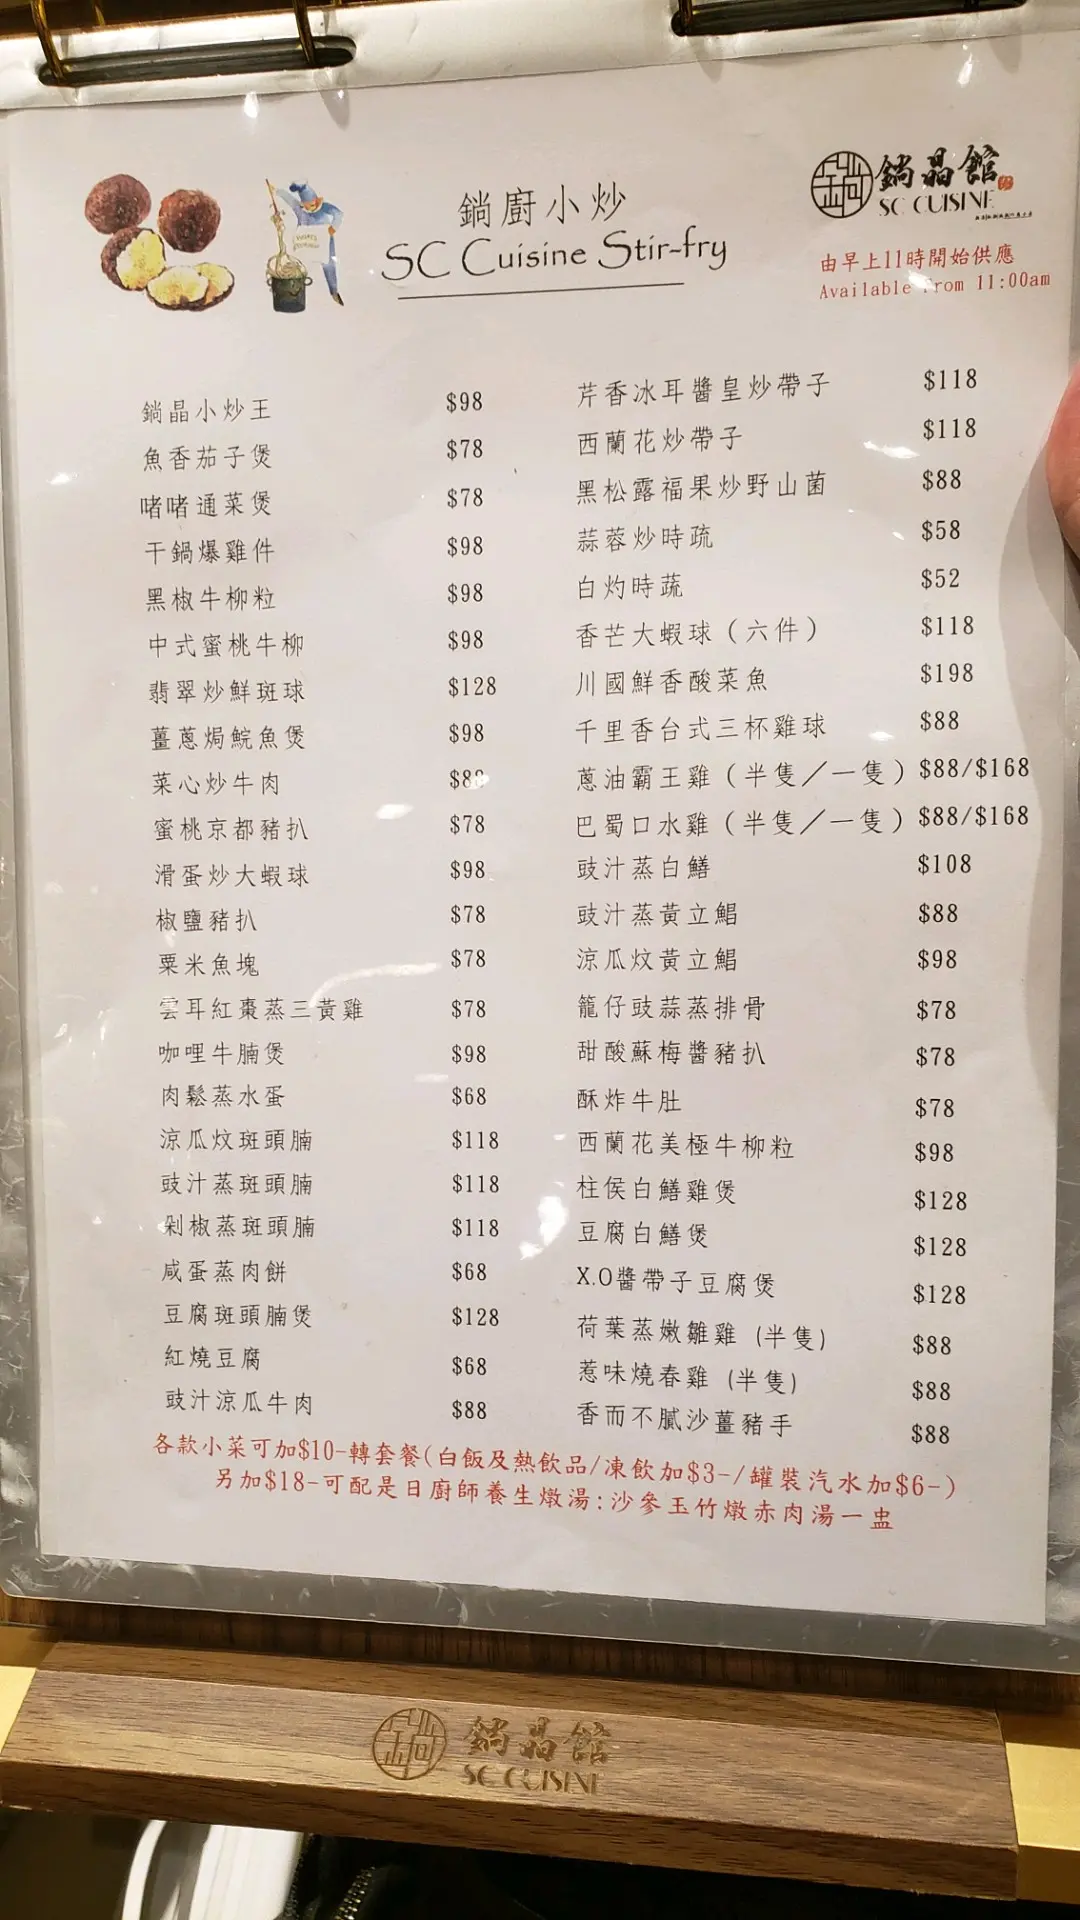 鎗廚小炒
SC Cuisine Stir-fry
鎗晶館
SC CUISINE
由早上11時開始供應
Available from 11:00am
鎗晶小炒王 $98
魚香茄子煲 $78
啫啫通菜煲 $78
干鍋爆雞件 $98
黑椒牛柳粒 $98
中式蜜桃牛柳 $98
翡翠炒鮮斑球 $128
薑蔥焗鯇魚煲 $98
菜心炒牛肉 $88
蜜桃京都豬扒 $78
滑蛋炒大蝦球 $98
椒鹽豬扒 $78
粟米魚塊 $78
雲耳紅棗蒸三黃雞 $78
咖哩牛腩煲 $98
肉鬆蒸水蛋 $68
涼瓜炆斑頭腩 $118
豉汁蒸斑頭腩 $118
剁椒蒸斑頭腩 $118
咸蛋蒸肉餅 $68
豆腐斑頭腩煲 $128
紅燒豆腐 $68
豉汁涼瓜牛肉 $88
芹香冰耳醬皇炒帶子 $118
西蘭花炒帶子 $118
黑松露福果炒野山菌 $88
蒜蓉炒時疏 $58
白灼時蔬 $52
香芒大蝦球（六件） $118
川國鮮香酸菜魚 $198
千里香台式三杯雞球 $88
蔥油霸王雞（半隻／一隻）$88/$168
巴蜀口水雞（半隻／一隻）$88/$168
豉汁蒸白鱔 $108
豉汁蒸黃立鯧 $88
涼瓜炆黃立鯧 $98
籠仔豉蒜蒸排骨 $78
甜酸蘇梅醬豬扒 $78
酥炸牛肚 $78
西蘭花美極牛柳粒 $98
柱侯白鱔雞煲 $128
豆腐白鱔煲 $128
X.O醬帶子豆腐煲 $128
荷葉蒸嫩雛雞 (半隻) $88
惹味燒春雞 (半隻) $88
香而不膩沙薑豬手 $88
各款小菜可加$10-轉套餐(白飯及熱飲品/凍飲加$3-/罐裝汽水加$6-)
另加$18-可配是日廚師養生燉湯:沙參玉竹燉赤肉湯一盅
鎗晶館
SC CUISINE